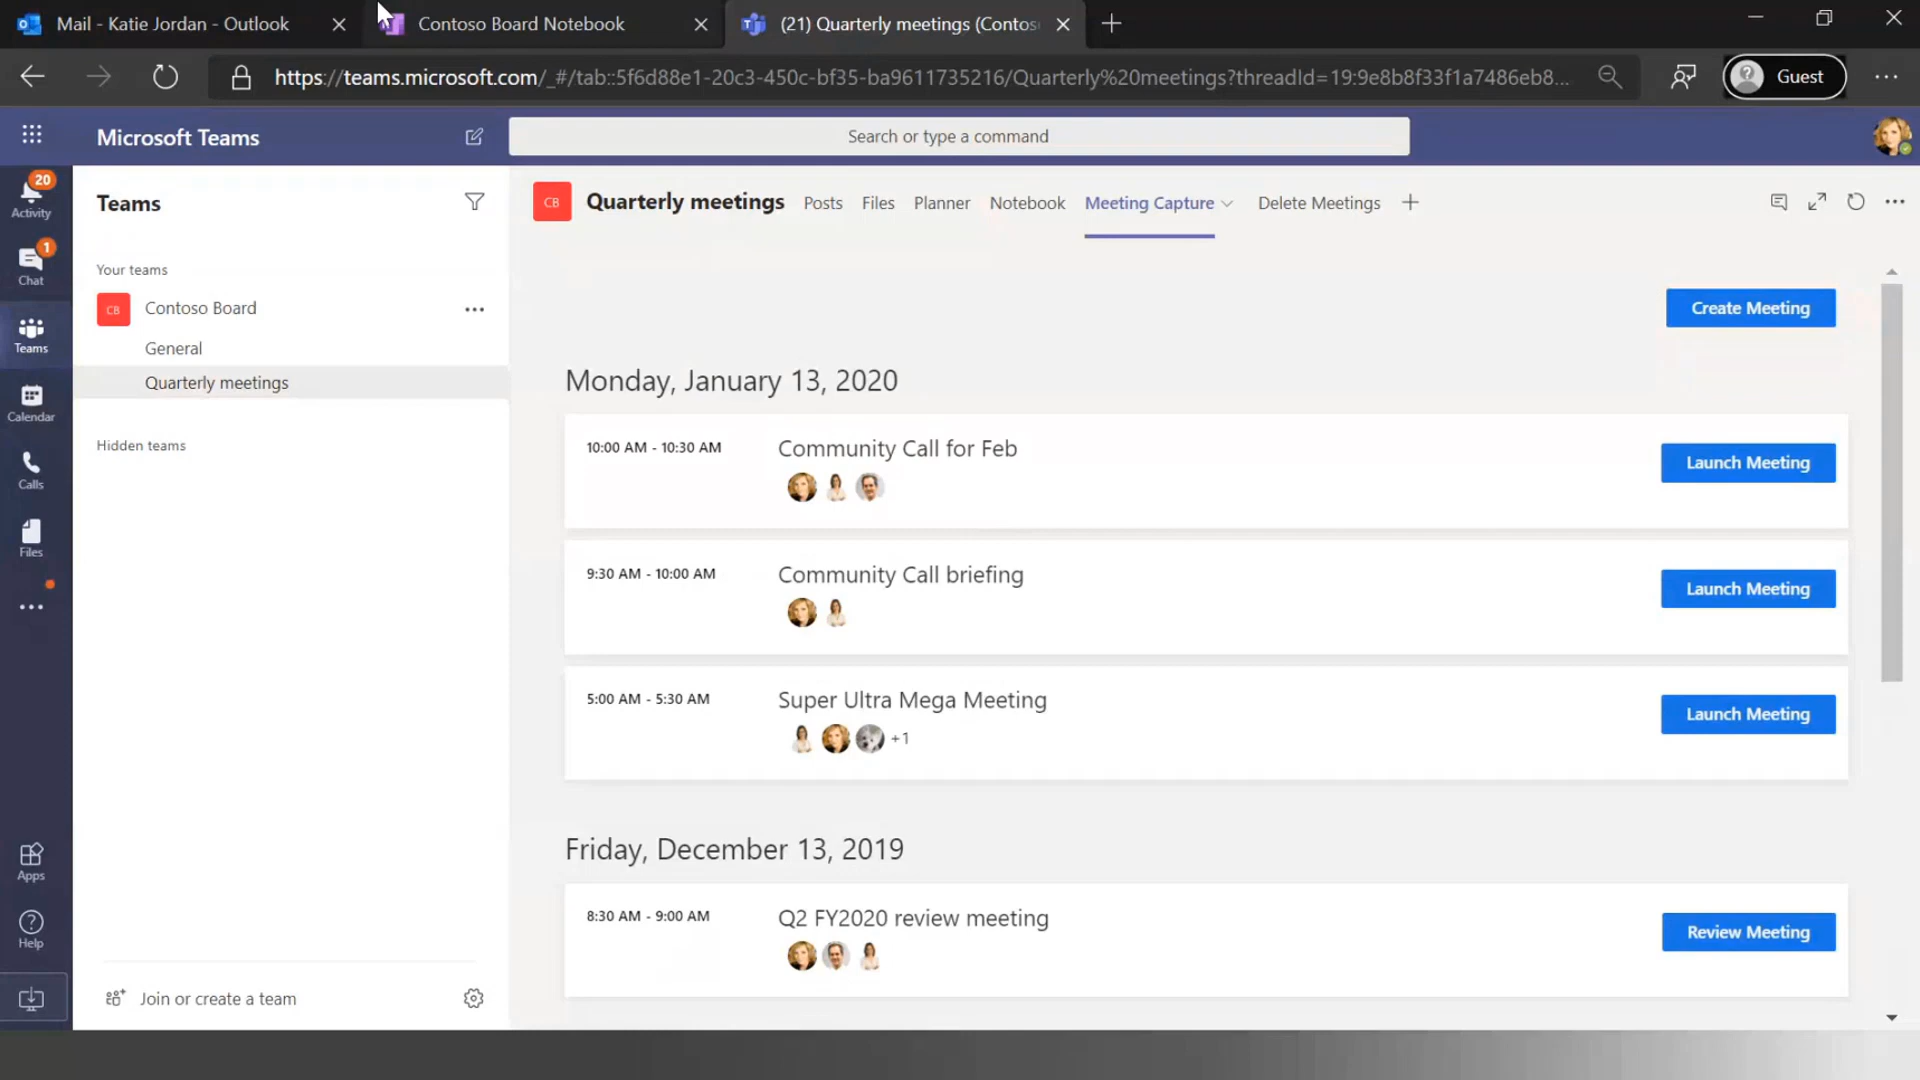 Mail - Katie Jordan - Outlook
Contoso Board Notebook
(21) Quarterly meetings (Contos
https://teams.microsoft.com/_#/tab::5f6d88e1-20c3-450c-bf35-ba9611735216/Quarterly%20meetings?threadId=19:9e8b8f33f1a7486eb8...
Guest
Microsoft Teams
Search or type a command
20
Activity
1
Chat
Teams
Calendar
Calls
Files
Apps
Help
Teams
Your teams
CB
Contoso Board
General
Quarterly meetings
Hidden teams
Join or create a team
CB
Quarterly meetings
Posts
Files
Planner
Notebook
Meeting Capture
Delete Meetings
Create Meeting
Monday, January 13, 2020
10:00 AM - 10:30 AM
Community Call for Feb
Launch Meeting
9:30 AM - 10:00 AM
Community Call briefing
Launch Meeting
5:00 AM - 5:30 AM
Super Ultra Mega Meeting
+1
Launch Meeting
Friday, December 13, 2019
8:30 AM - 9:00 AM
Q2 FY2020 review meeting
Review Meeting